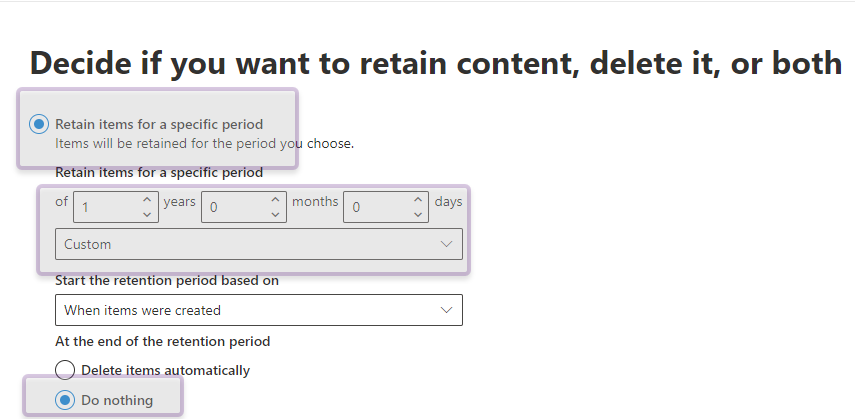 Decide if you want to retain content, delete it, or both
Retain items for a specific period
Items will be retained for the period you choose.
Retain items for a specific period
of 1 years 0 months 0 days
Custom
Start the retention period based on
When items were created
At the end of the retention period
Delete items automatically
Do nothing